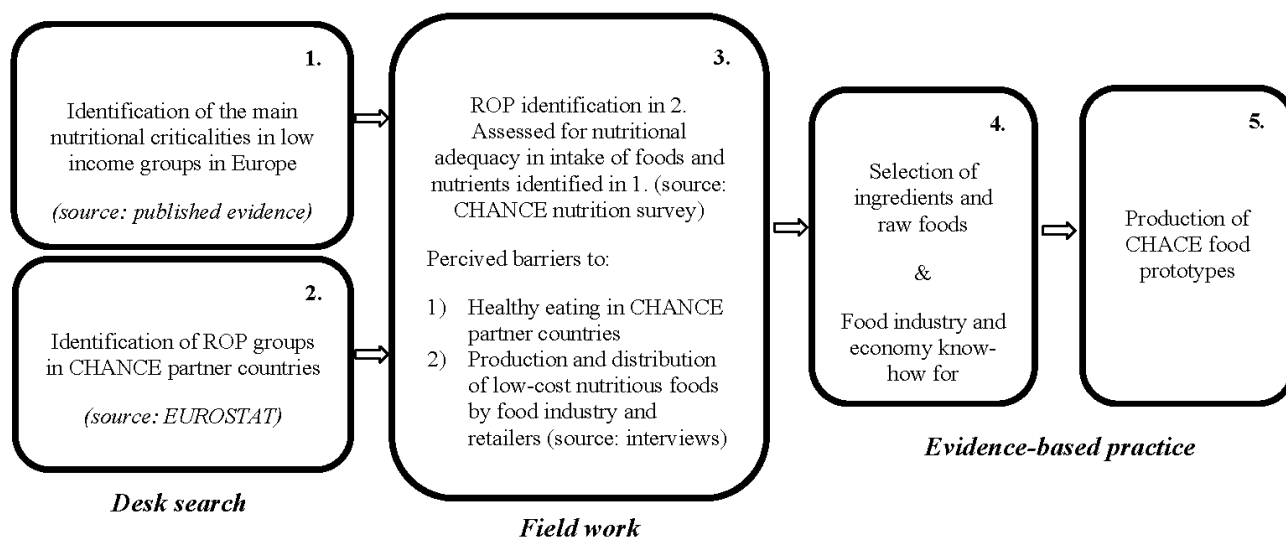 1.
Identification of the main
nutritional criticalities in low
income groups in Europe
(source: published evidence)
2.
Identification of ROP groups
in CHANCE partner countries
(source: EUROSTAT)
Desk search
3.
ROP identification in 2.
Assessed for nutritional
adequacy in intake of foods and
nutrients identified in 1. (source:
CHANCE nutrition survey)
Percived barriers to:
1) Healthy eating in CHANCE
partner countries
2) Production and distribution
of low-cost nutritious foods
by food industry and
retailers (source: interviews)
Field work
4.
Selection of
ingredients and
raw foods
&
Food industry and
economy know-
how for
5.
Production of
CHACE food
prototypes
Evidence-based practice